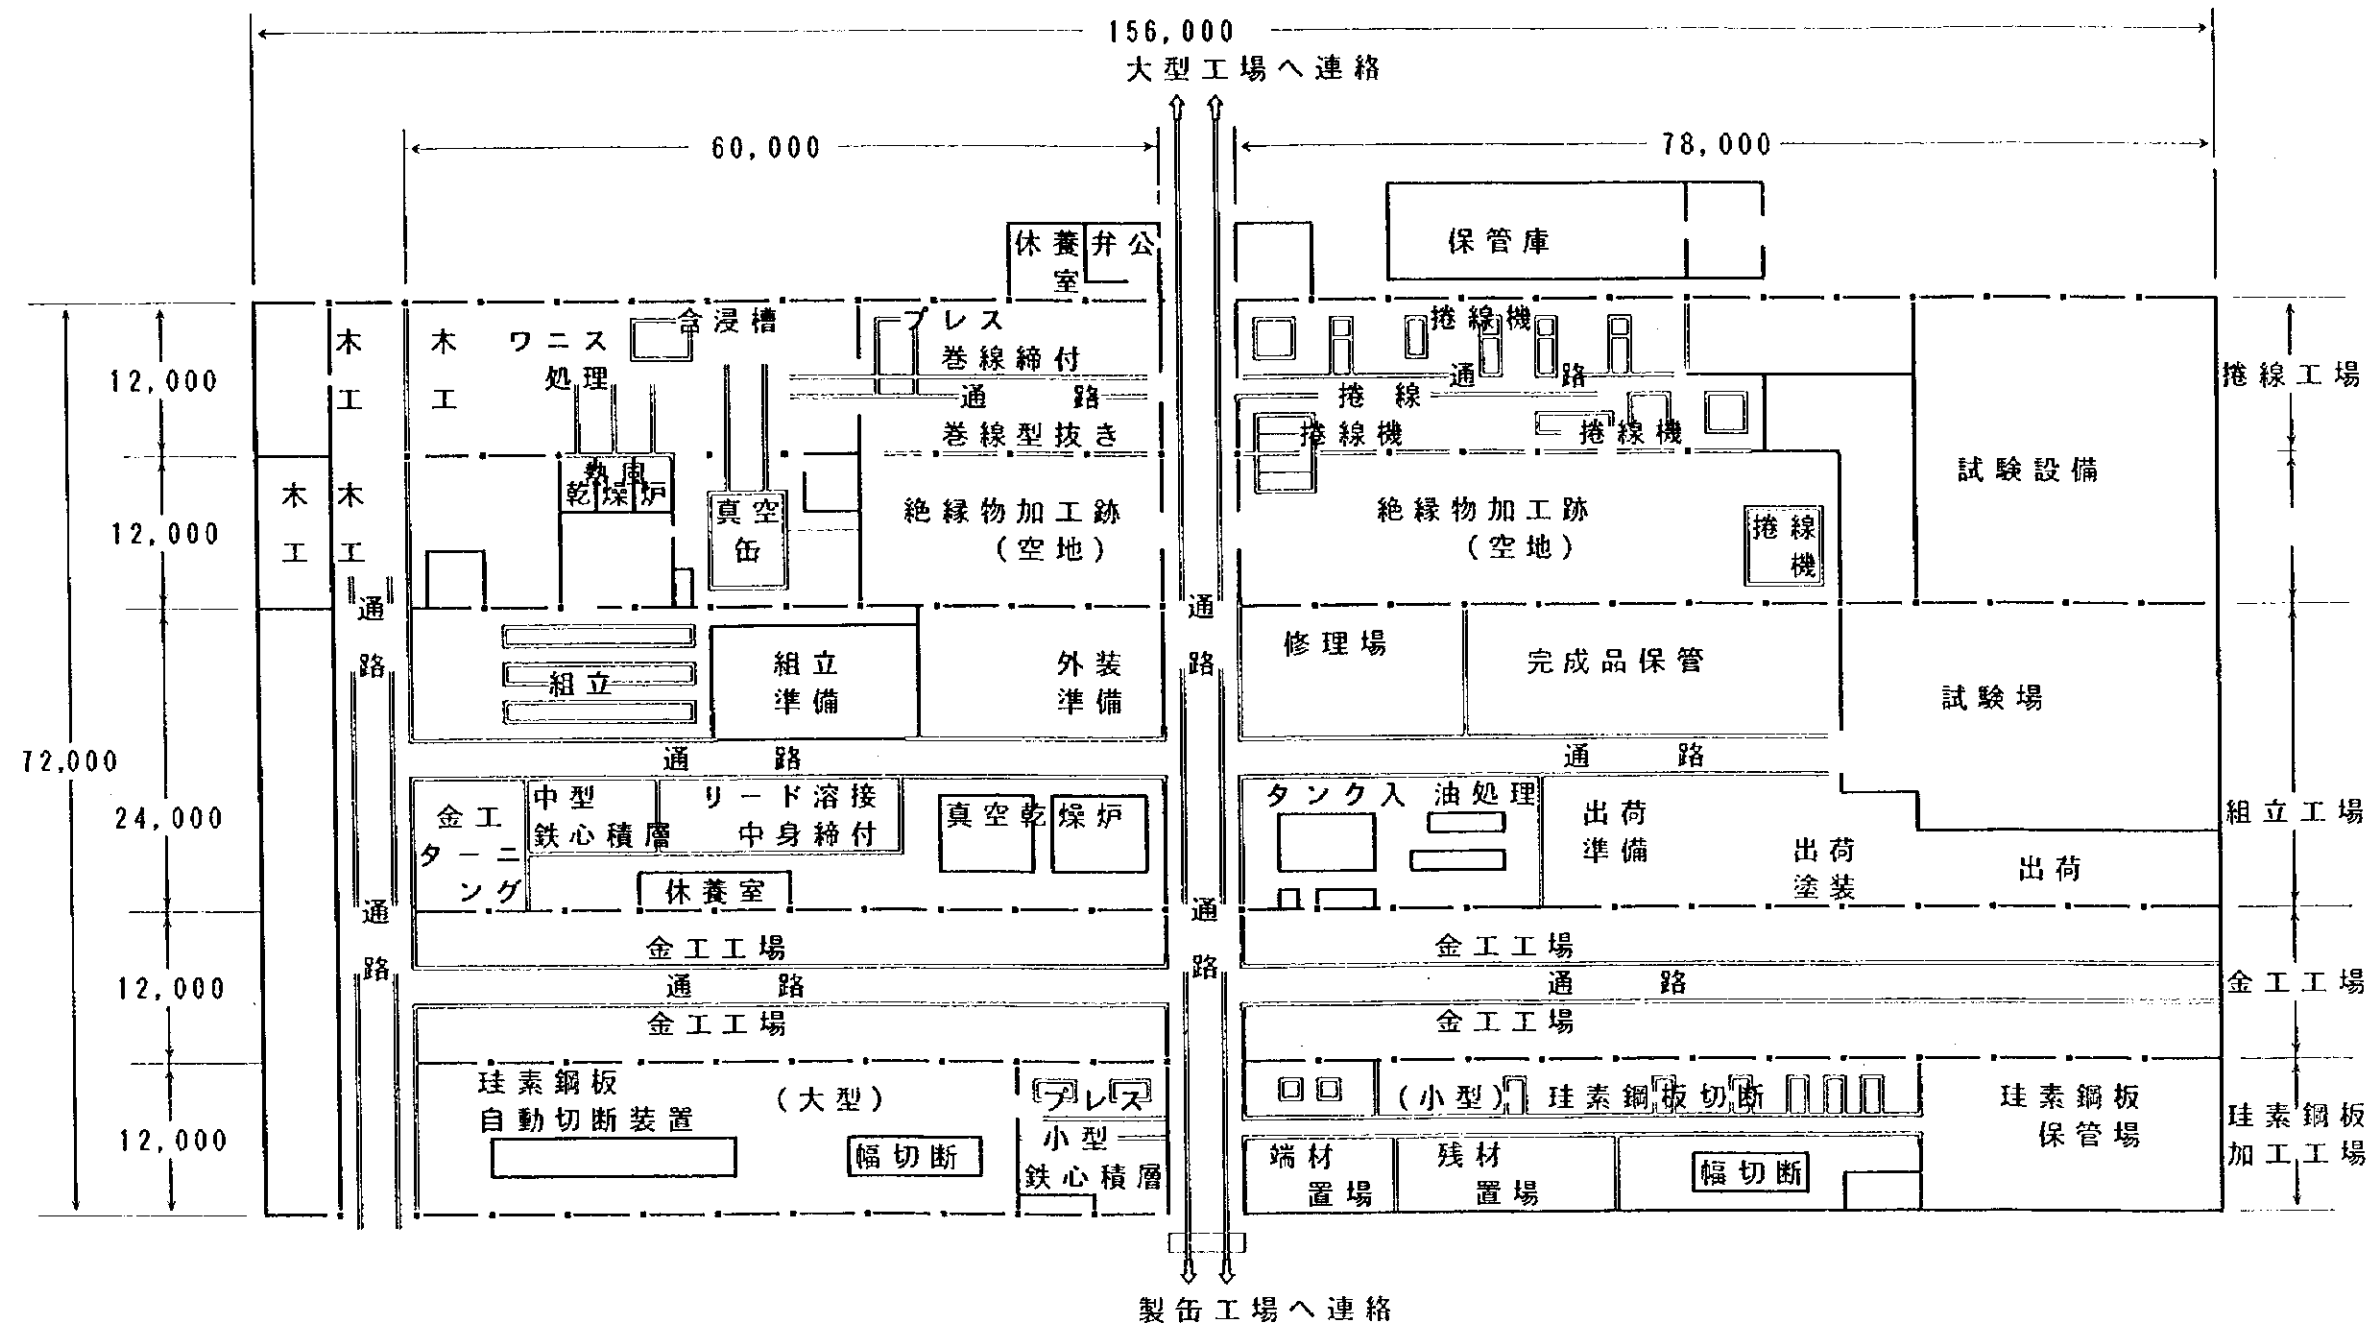 156,000
大型工場へ連絡
60,000
78,000
休養室
弁公
保管庫
木工
木工
ワニス処理
含浸槽
プレス
巻線締付
通路
巻線型抜き
捲線機
通路
捲線
捲線機
捲線機
捲線工場
12,000
木工
木工
熱風乾燥炉
真空缶
絶縁物加工跡
(空地)
絶縁物加工跡
(空地)
捲線機
試験設備
12,000
通路
通路
組立
組立準備
外装準備
修理場
完成品保管
試験場
72,000
通路
通路
24,000
金工
ターニング
中型
鉄心積層
リード溶接
中身締付
真空乾燥炉
休養室
タンク入
油処理
出荷準備
出荷塗装
出荷
組立工場
通路
通路
金工工場
金工工場
12,000
通路
通路
金工工場
金工工場
金工工場
珪素鋼板
自動切断装置
(大型)
プレス
小型
鉄心積層
幅切断
(小型)
珪素鋼板切断
珪素鋼板
保管場
珪素鋼板
加工工場
12,000
端材
置場
残材
置場
幅切断
製缶工場へ連絡